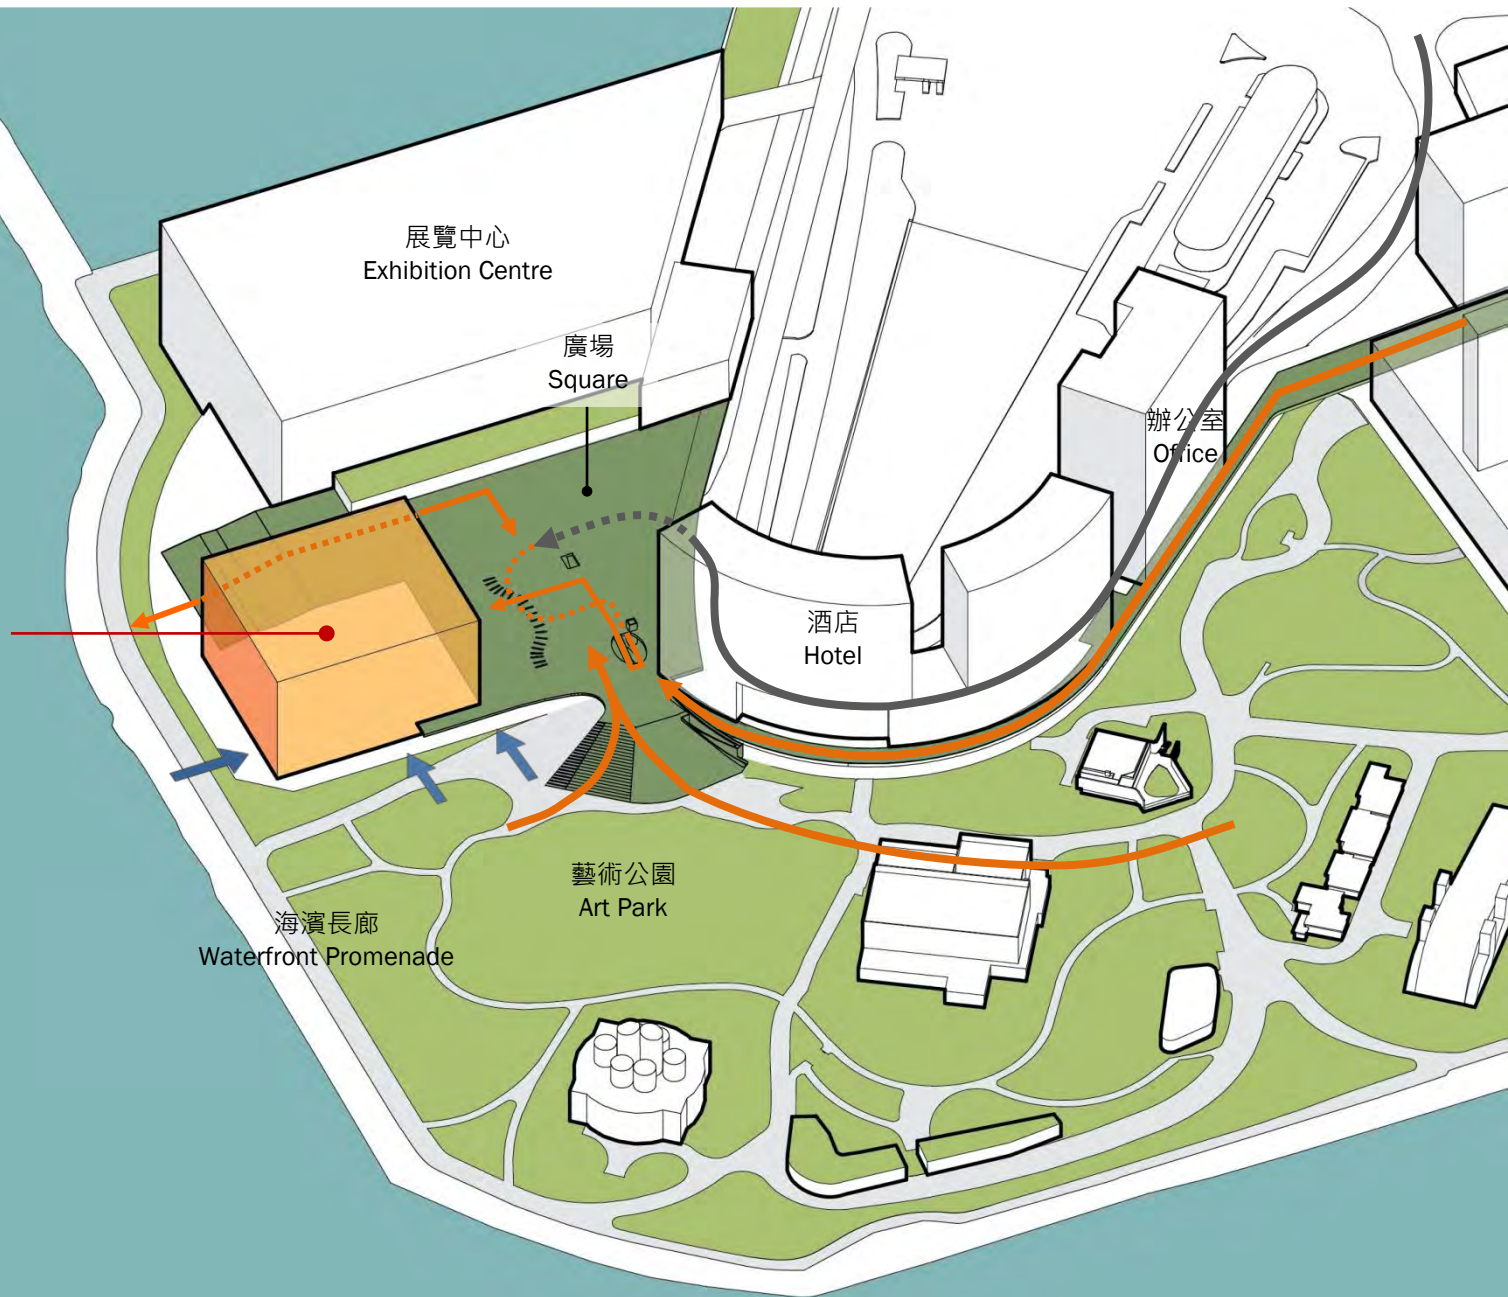 展覽中心
Exhibition Centre
廣場
Square
辦公室
Office
酒店
Hotel
藝術公園
Art Park
海濱長廊
Waterfront Promenade